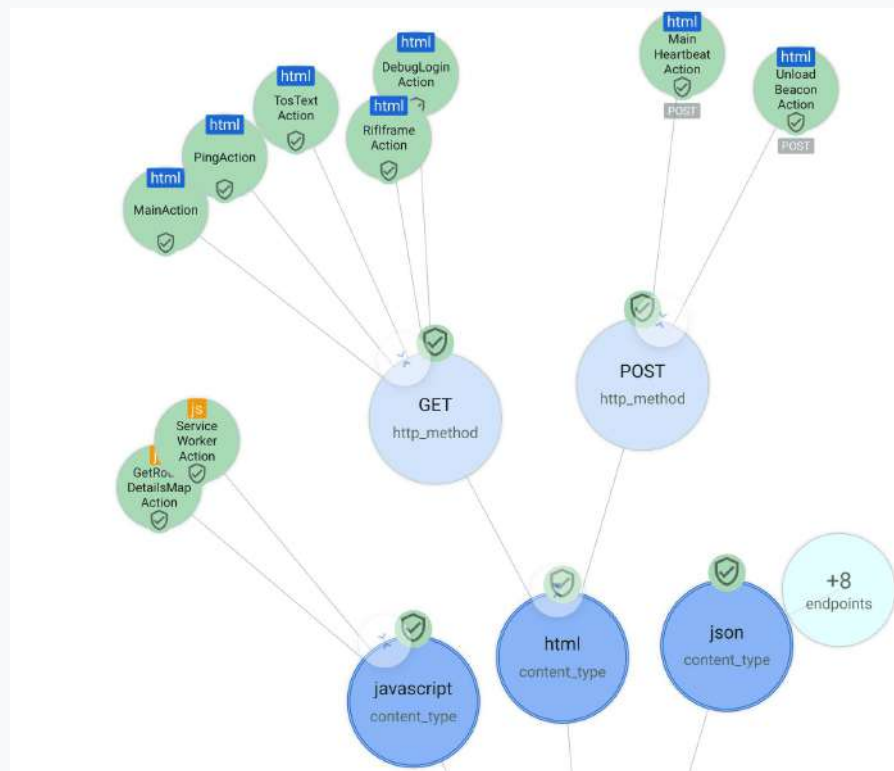 html
DebugLogin
Action
html
Main
Heartbeat
Action
POST
html
Unload
Beacon
Action
POST
html
TosText
Action
html
RifIframe
Action
html
PingAction
html
MainAction
GET
http_method
POST
http_method
js
Service
Worker
Action
DetailsMap
Action
+8
endpoints
html
content_type
json
content_type
javascript
content_type